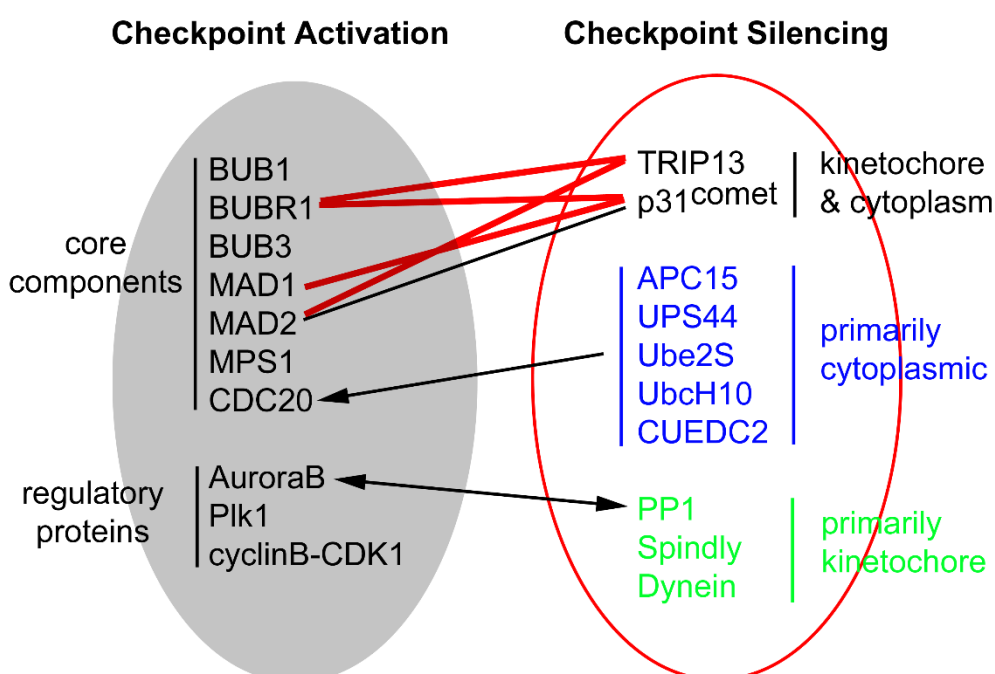 Checkpoint Activation
Checkpoint Silencing
core
components
BUB1
BUBR1
BUB3
MAD1
MAD2
MPS1
CDC20
regulatory
proteins
AuroraB
Plk1
cyclinB-CDK1
TRIP13
p31comet
kinetochore
& cytoplasm
APC15
UPS44
Ube2S
UbcH10
CUEDC2
primarily
cytoplasmic
PP1
Spindly
Dynein
primarily
kinetochore